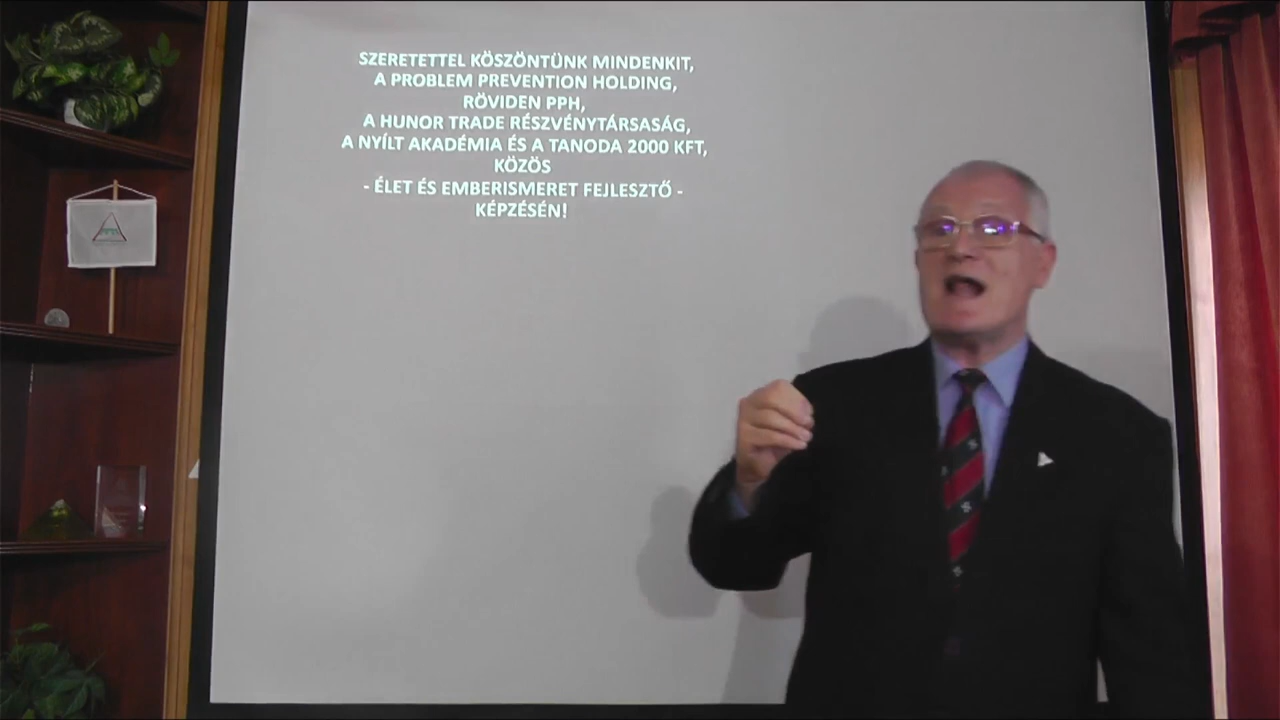 SZERETETTEL KÖSZÖNTÜNK MINDENKIT,
A PROBLEM PREVENTION HOLDING,
RÖVIDEN PPH,
A HUNOR TRADE RÉSZVÉNYTÁRSASÁG,
A NYÍLT AKADÉMIA ÉS A TANODA 2000 KFT,
KÖZÖS
- ÉLET ÉS EMBERISMERET FEJLESZTŐ -
KÉPZÉSÉN!